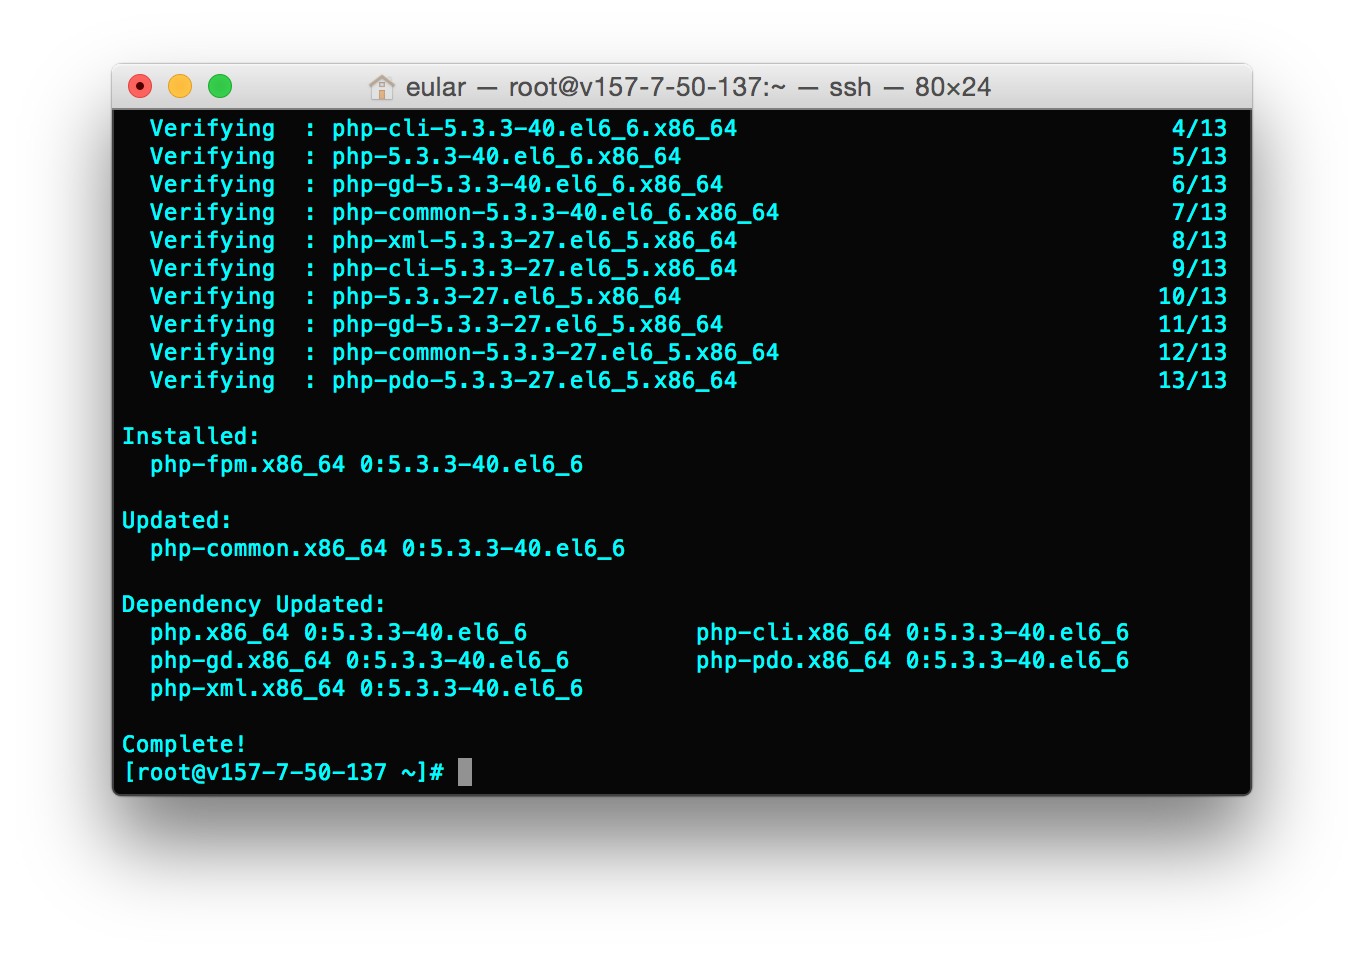 eular — root@v157-7-50-137:~ — ssh — 80×24
Verifying  : php-cli-5.3.3-40.el6_6.x86_64 4/13
Verifying  : php-5.3.3-40.el6_6.x86_64 5/13
Verifying  : php-gd-5.3.3-40.el6_6.x86_64 6/13
Verifying  : php-common-5.3.3-40.el6_6.x86_64 7/13
Verifying  : php-xml-5.3.3-27.el6_5.x86_64 8/13
Verifying  : php-cli-5.3.3-27.el6_5.x86_64 9/13
Verifying  : php-5.3.3-27.el6_5.x86_64 10/13
Verifying  : php-gd-5.3.3-27.el6_5.x86_64 11/13
Verifying  : php-common-5.3.3-27.el6_5.x86_64 12/13
Verifying  : php-pdo-5.3.3-27.el6_5.x86_64 13/13
Installed:
php-fpm.x86_64 0:5.3.3-40.el6_6
Updated:
php-common.x86_64 0:5.3.3-40.el6_6
Dependency Updated:
php.x86_64 0:5.3.3-40.el6_6 php-cli.x86_64 0:5.3.3-40.el6_6
php-gd.x86_64 0:5.3.3-40.el6_6 php-pdo.x86_64 0:5.3.3-40.el6_6
php-xml.x86_64 0:5.3.3-40.el6_6
Complete!
[root@v157-7-50-137 ~]#